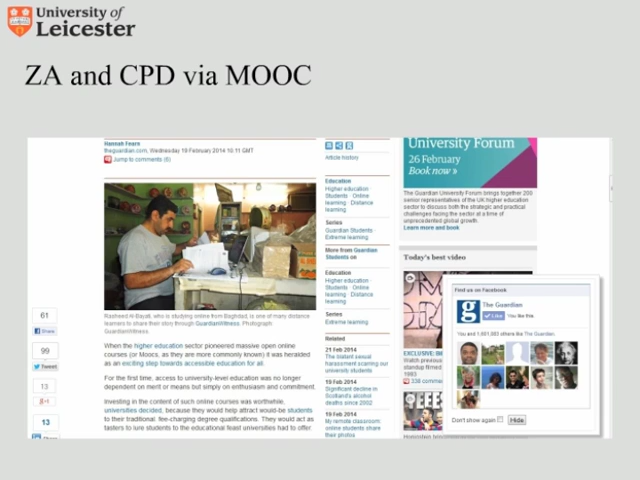 University of
Leicester
ZA and CPD via MOOC
Hannah Fearn
theguardian.com, Wednesday 19 February 2014 10.11 GMT
Jump to comments (6)
Rasheed Al-Bayati, who is studying online from Baghdad, is one of many distance
learners to share their story through GuardianWitness. Photograph:
GuardianWitness.
When the higher education sector pioneered massive open online
courses (or Moocs, as they are more commonly known) it was heralded
as an exciting step towards accessible education for all.
For the first time, access to university-level education was no longer
dependent on merit or means but simply on enthusiasm and commitment.
Investing in the content of such online courses was worthwhile,
universities decided, because they would help attract would-be students
to their traditional, fee-charging degree qualifications. They would act as
tasters to lure students to the educational feast universities had to offer.
61
Share
99
Tweet
13
+1
13
Share
Article history
Education
Higher education ·
Students · Online
learning · Distance
learning
Series
Guardian Students
Extreme learning
More from Guardian
Students on
Education
Higher education ·
Students · Online
learning · Distance
learning
Series
Extreme learning
Related
21 Feb 2014
The blatant sexual
harassment scarring our
university students
19 Feb 2014
Significant decline in
Scotland's alcohol
deaths since 2002
19 Feb 2014
My remote classroom:
online students share
their photos
University Forum
26 February
Book now »
The Guardian University Forum brings together 200
senior representatives of the UK higher education
sector to discuss both the strategic and practical
challenges facing the sector at a time of
unprecedented global growth.
Learn more and book
Today's best video
EXCLUSIVE:
Watch previous
standup filmed
1993
338 comme
Find us on Facebook
The Guardian
Like
You like this.
You and 1,601,883 others like The Guardian.
Don't show again
Hide